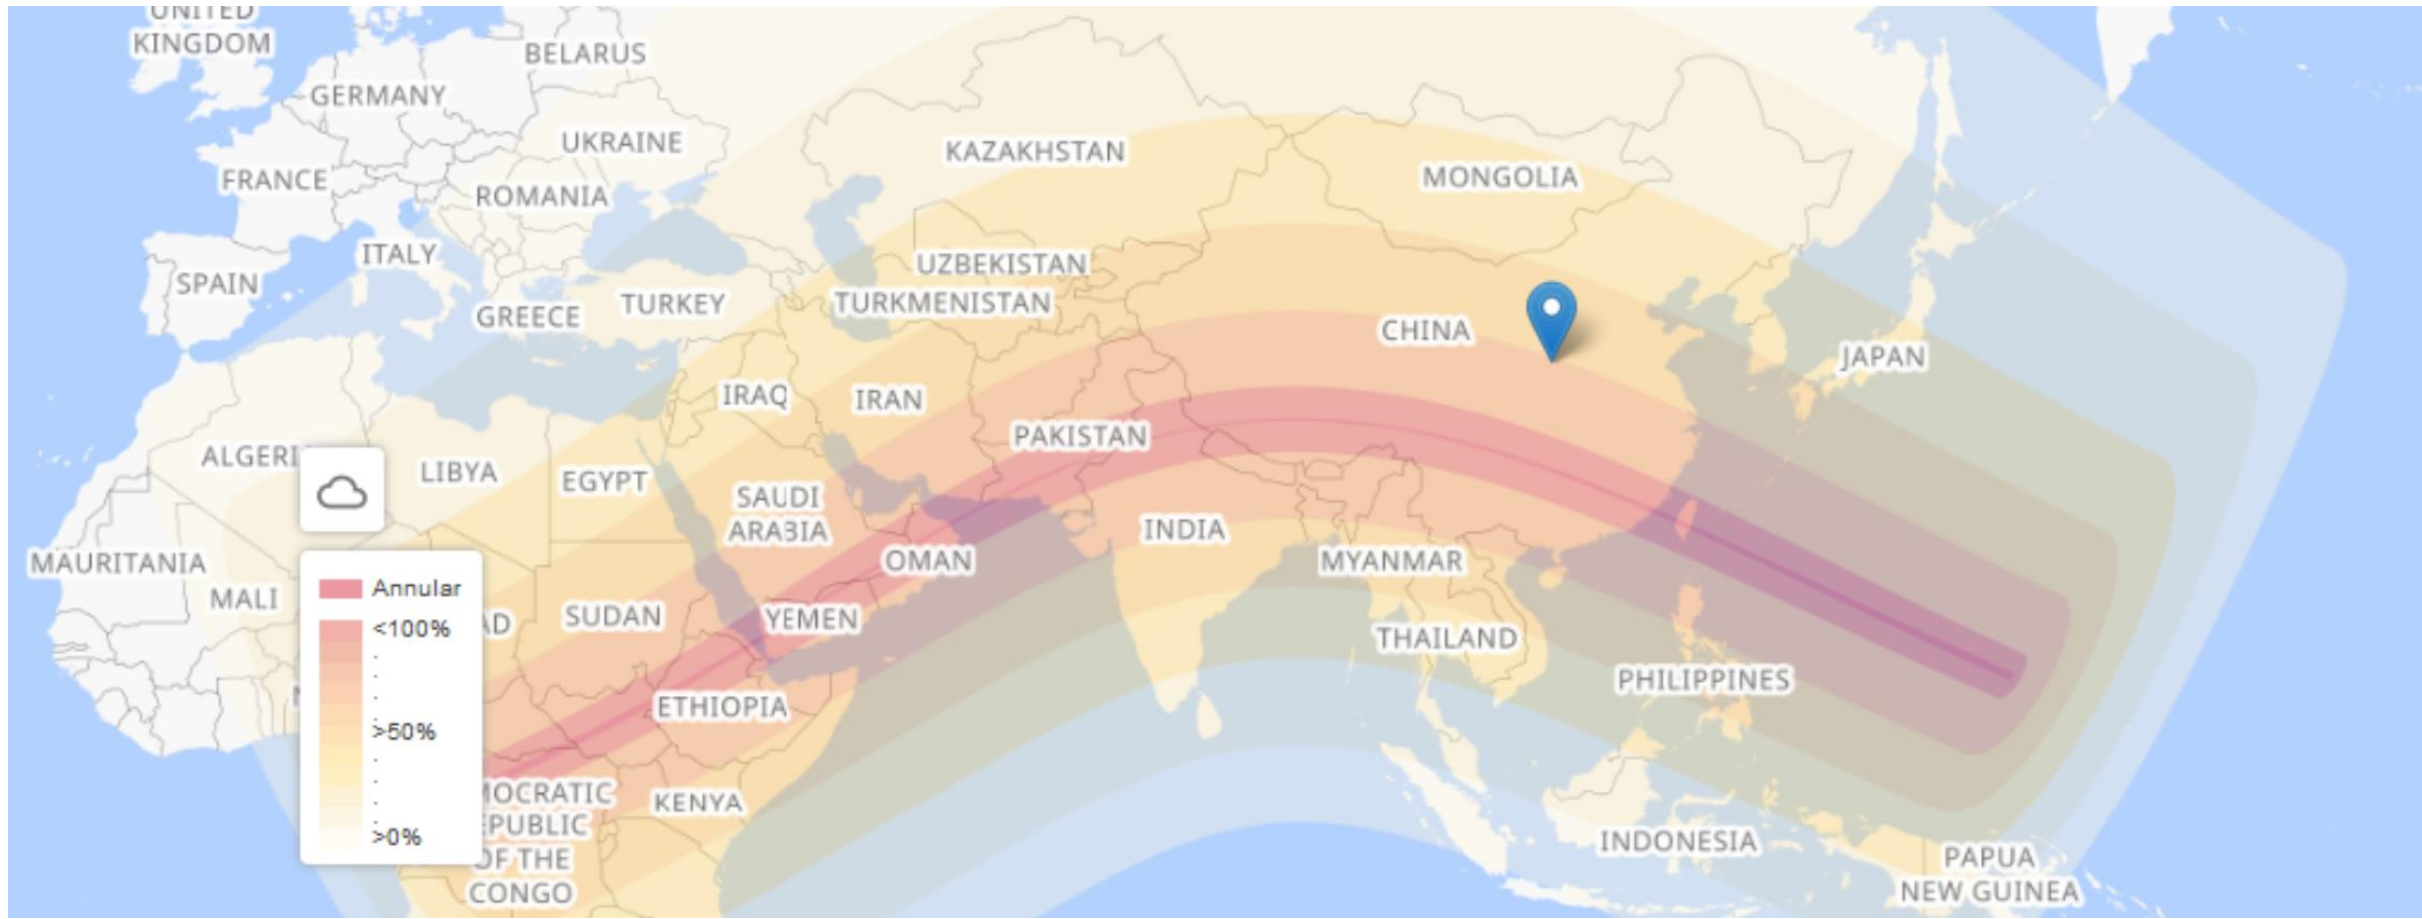 UNITED
KINGDOM
BELARUS
GERMANY
UKRAINE
KAZAKHSTAN
FRANCE
MONGOLIA
ROMANIA
ITALY
UZBEKISTAN
SPAIN
TURKEY
TURKMENISTAN
GREECE
CHINA
JAPAN
IRAQ
IRAN
PAKISTAN
ALGERI
LIBYA
EGYPT
SAUDI
ARABIA
INDIA
OMAN
MYANMAR
MAURITANIA
MALI
AD
SUDAN
YEMEN
THAILAND
PHILIPPINES
ETHIOPIA
Annular
<100%
>50%
>0%
MOCRATIC
EPUBLIC
OF THE
CONGO
KENYA
INDONESIA
PAPUA
NEW GUINEA